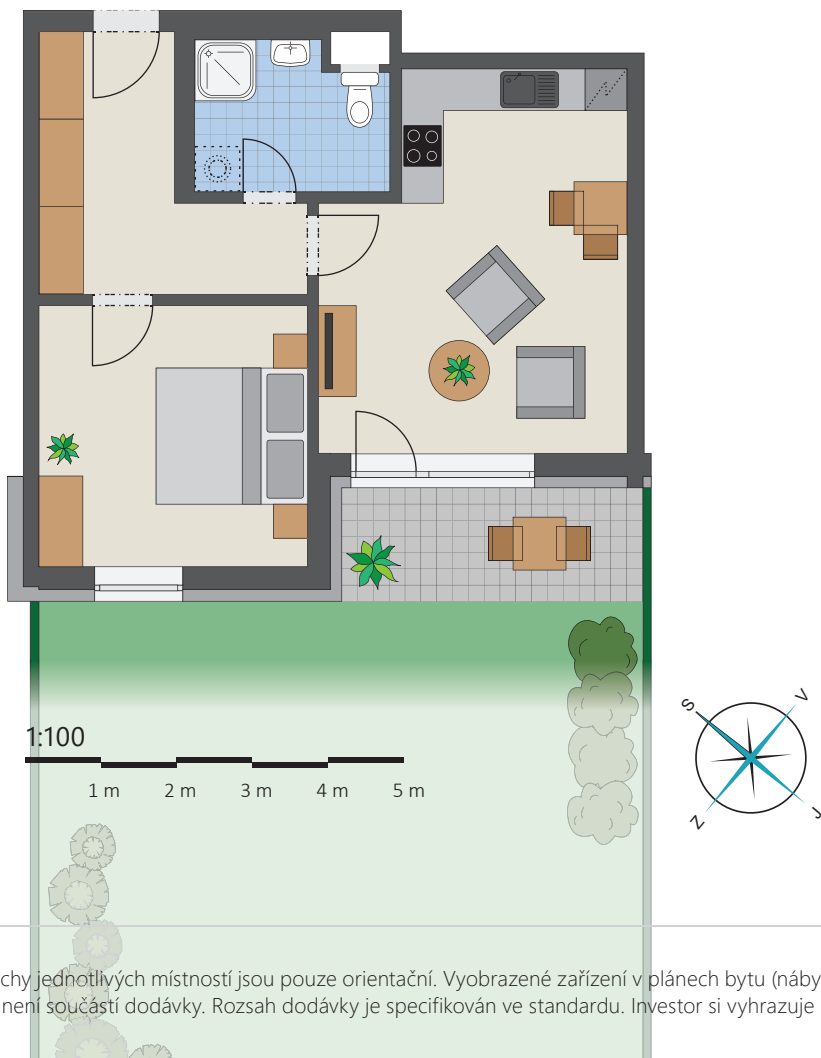 S
V
Z
J
1:100
1 m 2 m 3 m 4 m 5 m
chy jednotlivých místností jsou pouze orientační. Vyobrazené zařízení v plánech bytu (náby
není součástí dodávky. Rozsah dodávky je specifikován ve standardu. Investor si vyhrazuje